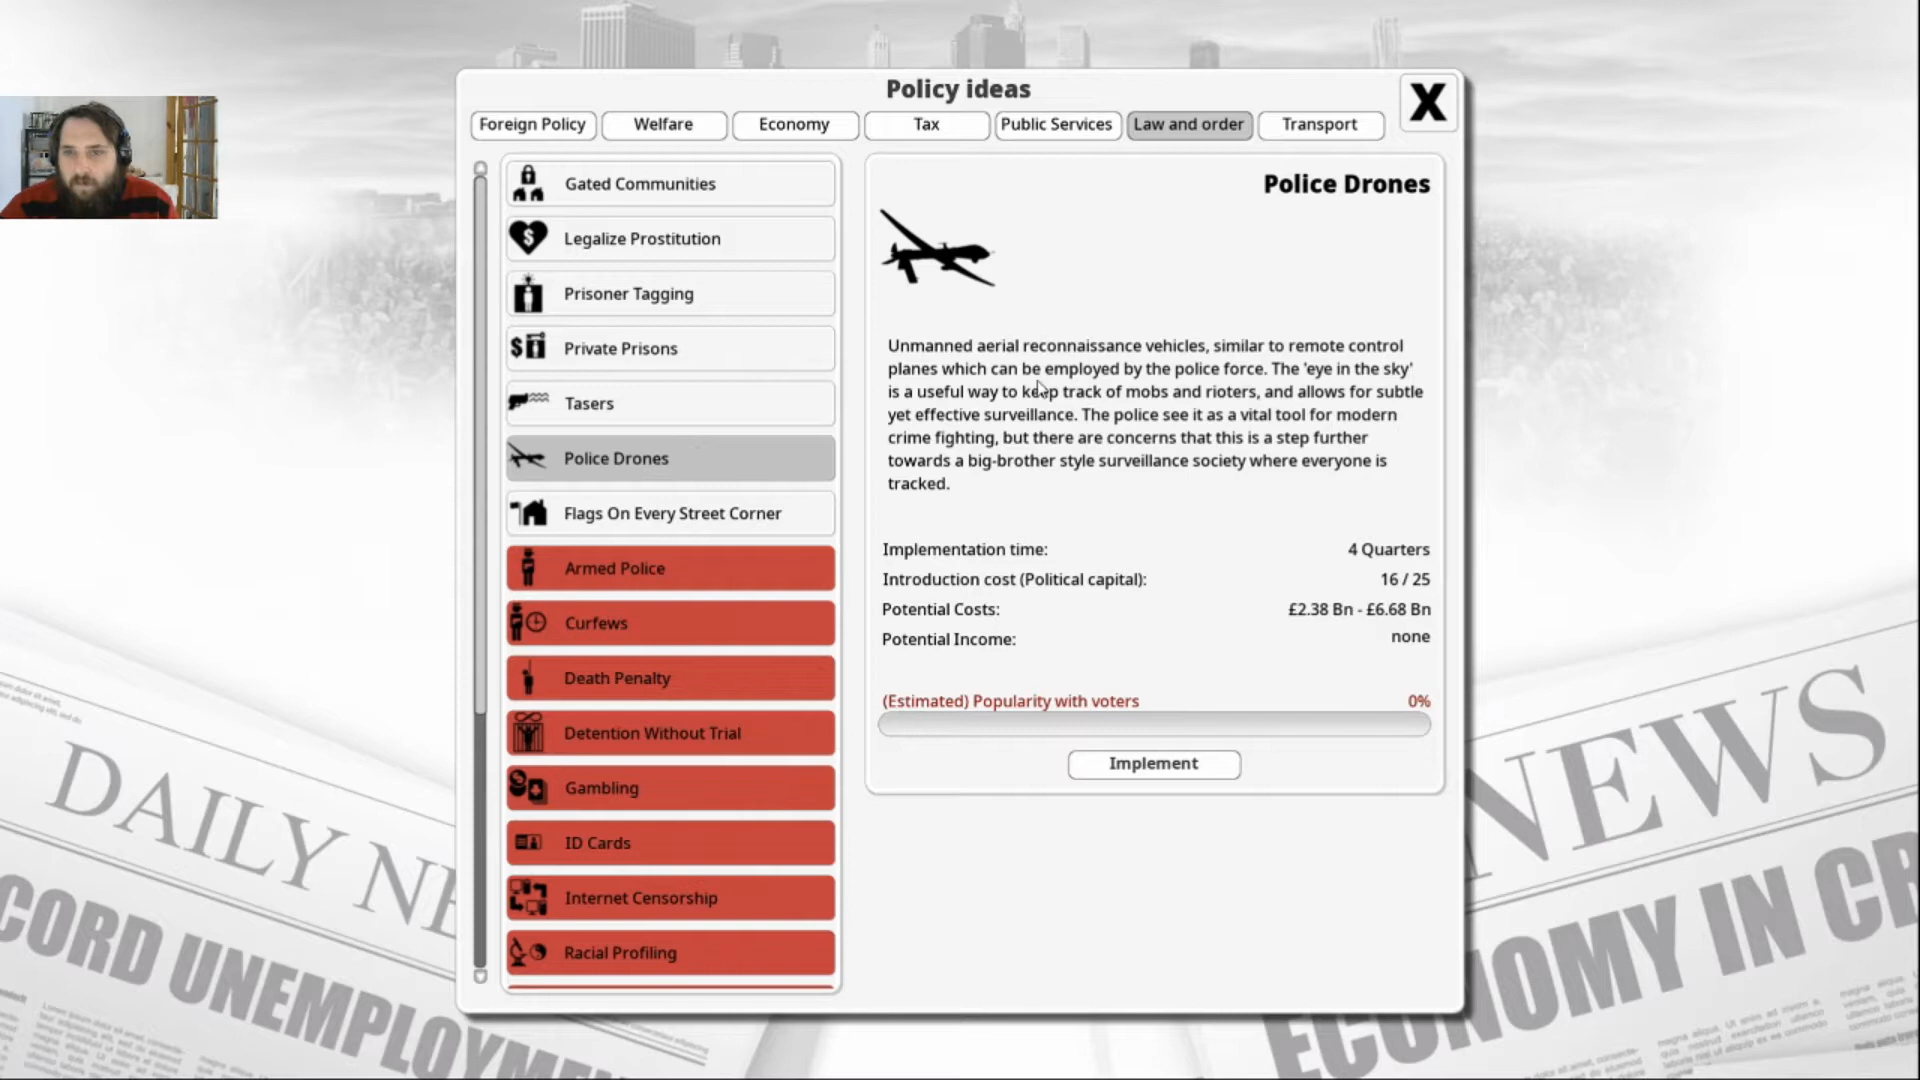 Policy ideas
X
Foreign Policy
Welfare
Economy
Tax
Public Services
Law and order
Transport
Gated Communities
Legalize Prostitution
Prisoner Tagging
Private Prisons
Tasers
Police Drones
Flags On Every Street Corner
Armed Police
Curfews
Death Penalty
Detention Without Trial
Gambling
ID Cards
Internet Censorship
Racial Profiling
Police Drones
Unmanned aerial reconnaissance vehicles, similar to remote control
planes which can be employed by the police force. The 'eye in the sky'
is a useful way to keep track of mobs and rioters, and allows for subtle
yet effective surveillance. The police see it as a vital tool for modern
crime fighting, but there are concerns that this is a step further
towards a big-brother style surveillance society where everyone is
tracked.
Implementation time: 4 Quarters
Introduction cost (Political capital): 16 / 25
Potential Costs: £2.38 Bn - £6.68 Bn
Potential Income: none
(Estimated) Popularity with voters 0%
Implement
DAILY NE
CORD UNEMPLOYME
NEWS
ECONOMY IN CR